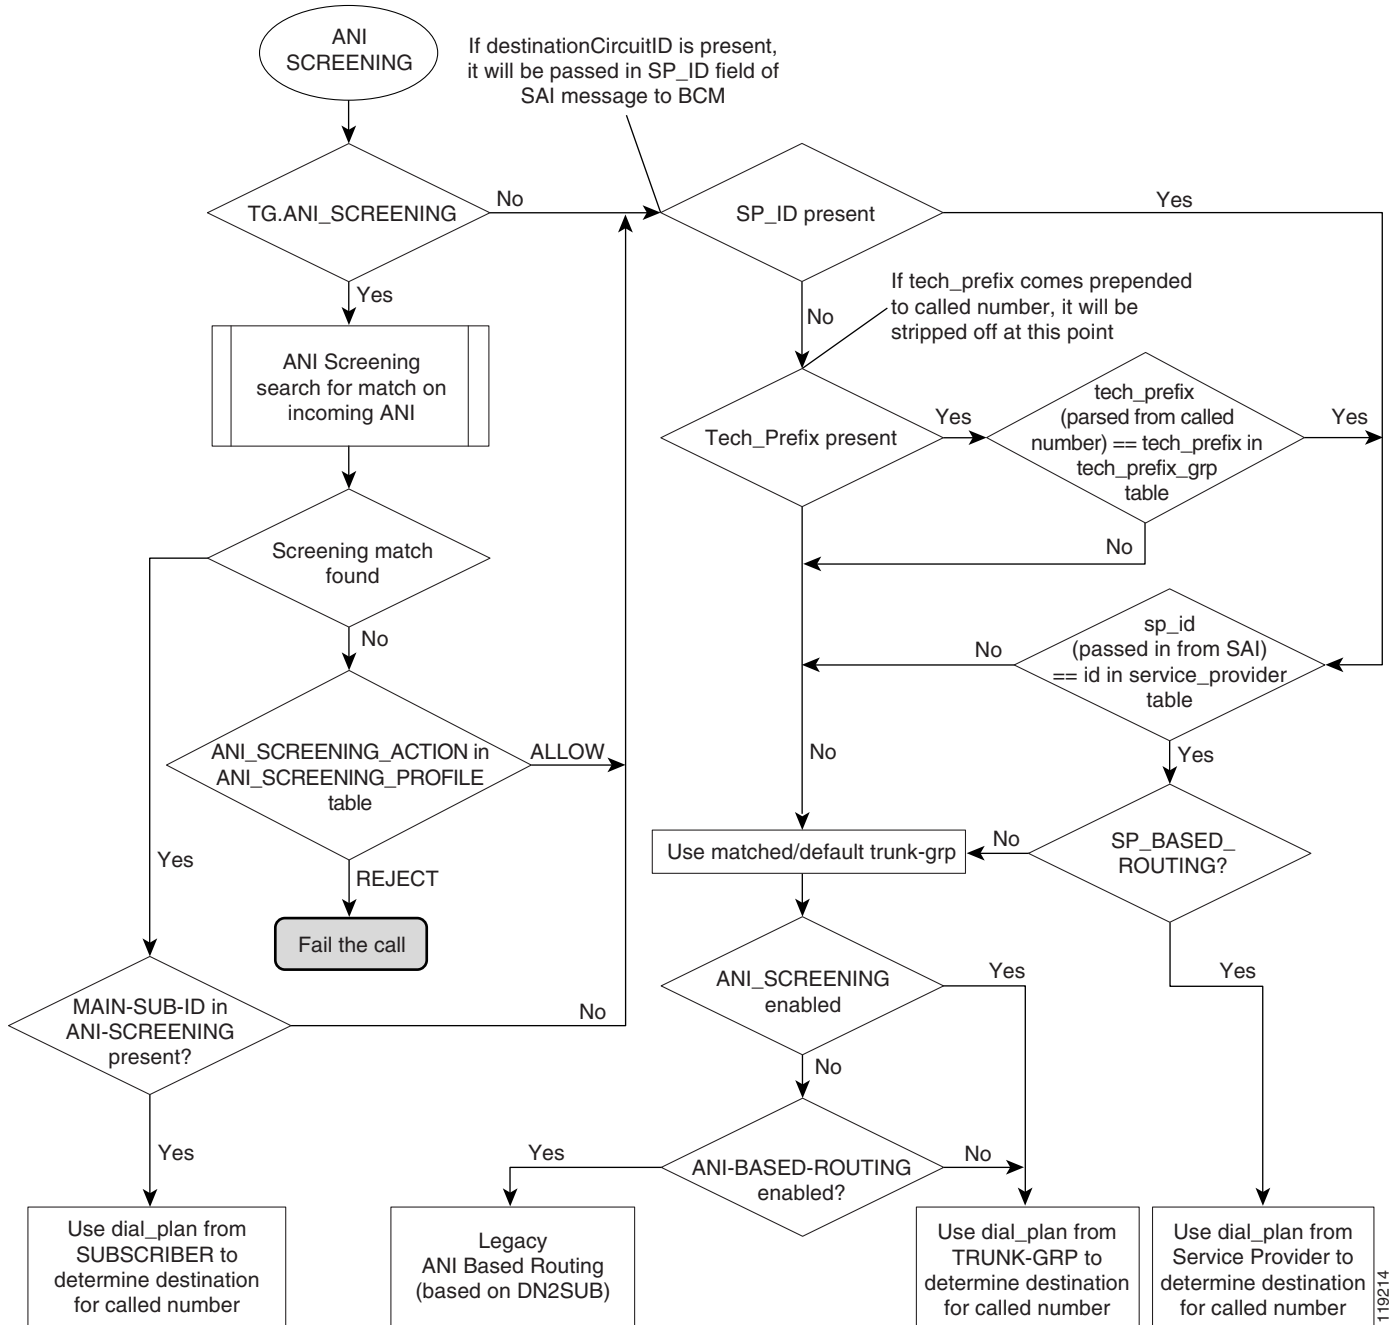 ANI
SCREENING
If destinationCircuitID is present,
it will be passed in SP_ID field of
SAI message to BCM
TG.ANI_SCREENING
No
SP_ID present
Yes
Yes
If tech_prefix comes prepended
to called number, it will be
stripped off at this point
No
ANI Screening
search for match on
incoming ANI
Tech_Prefix present
Yes
tech_prefix
(parsed from called
number) == tech_prefix in
tech_prefix_grp
table
Yes
No
Screening match
found
No
sp_id
(passed in from SAI)
== id in service_provider
table
No
Yes
ANI_SCREENING_ACTION in
ANI_SCREENING_PROFILE
table
ALLOW
No
Yes
REJECT
Fail the call
Use matched/default trunk-grp
No
SP_BASED_
ROUTING?
Yes
MAIN-SUB-ID in
ANI-SCREENING
present?
No
ANI_SCREENING
enabled
Yes
No
Yes
ANI-BASED-ROUTING
enabled?
Yes
No
Use dial_plan from
SUBSCRIBER to
determine destination
for called number
Legacy
ANI Based Routing
(based on DN2SUB)
Use dial_plan from
TRUNK-GRP to
determine destination
for called number
Use dial_plan from
Service Provider to
determine destination
for called number
119214